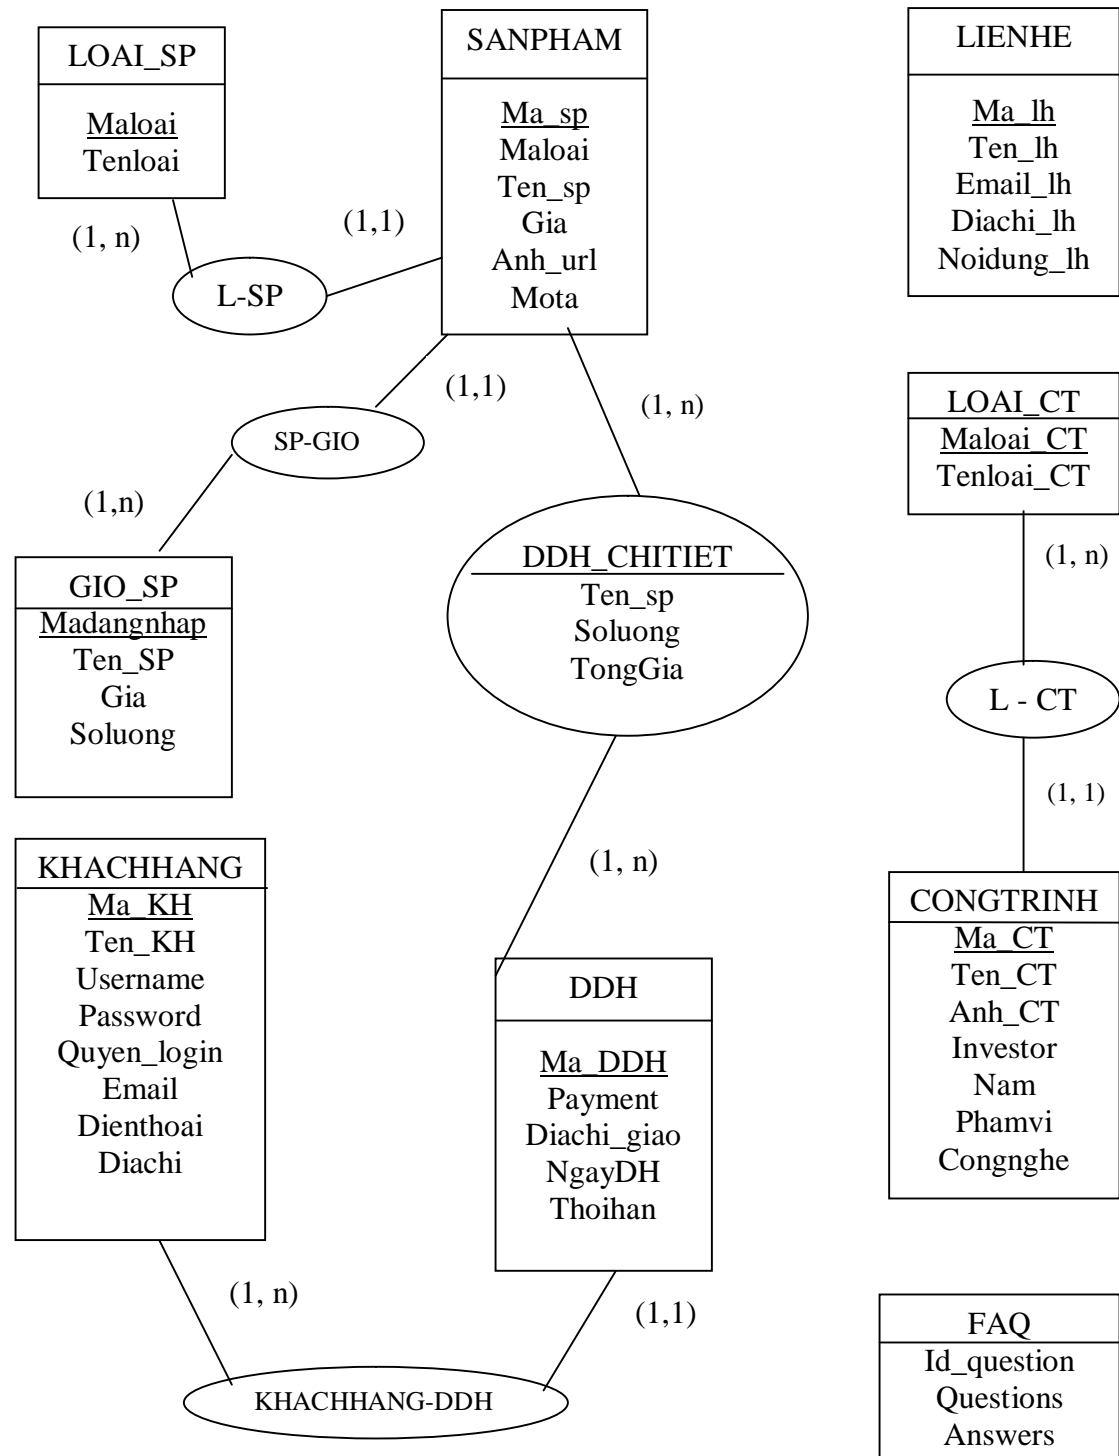 LOAI_SP
Maloai
Tenloai
(1, n)
L-SP
(1,1)
SANPHAM
Ma_sp
Maloai
Ten_sp
Gia
Anh_url
Mota
(1,1)
SP-GIO
(1,n)
GIO_SP
Madangnhap
Ten_SP
Gia
Soluong
(1, n)
DDH_CHITIET
Ten_sp
Soluong
TongGia
(1, n)
KHACHHANG
Ma_KH
Ten_KH
Username
Password
Quyen_login
Email
Dienthoai
Diachi
(1, n)
DDH
Ma_DDH
Payment
Diachi_giao
NgayDH
Thoihan
(1,1)
KHACHHANG-DDH
LIENHE
Ma_lh
Ten_lh
Email_lh
Diachi_lh
Noidung_lh
LOAI_CT
Maloai_CT
Tenloai_CT
(1, n)
L - CT
(1, 1)
CONGTRINH
Ma_CT
Ten_CT
Anh_CT
Investor
Nam
Phamvi
Congnghe
FAQ
Id_question
Questions
Answers